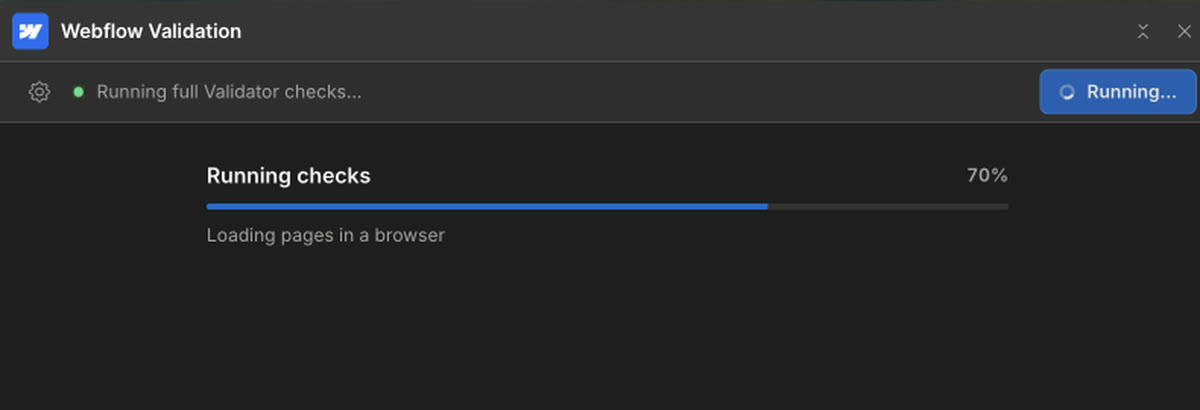 Webflow Validation
Running full Validator checks...
Running...
Running checks
70%
Loading pages in a browser